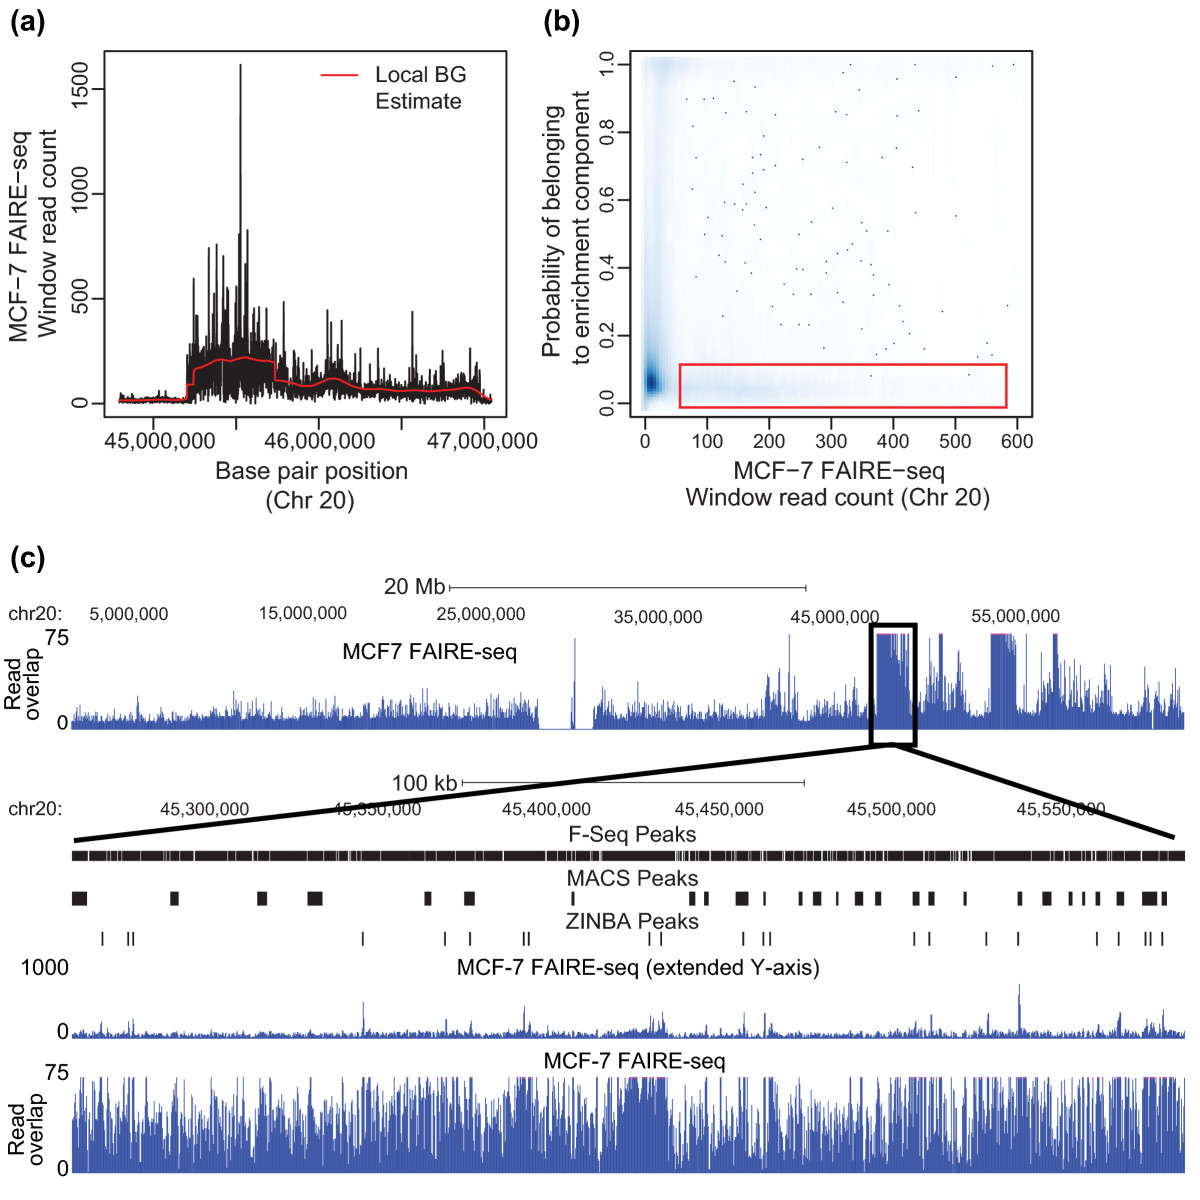 (a)
MCF−7 FAIRE−seq
Window read count
1500
1000
500
0
Local BG
Estimate
45,000,000
46,000,000
47,000,000
Base pair position
(Chr 20)
(b)
Probability of belonging
to enrichment component
1.0
0.8
0.6
0.4
0.2
0.0
0
100
200
300
400
500
600
MCF−7 FAIRE−seq
Window read count (Chr 20)
(c)
20 Mb
chr20:
5,000,000
15,000,000
25,000,000
35,000,000
45,000,000
55,000,000
75
MCF7 FAIRE-seq
Read
overlap
0
100 kb
chr20:
45,300,000
45,350,000
45,400,000
45,450,000
45,500,000
45,550,000
F-Seq Peaks
MACS Peaks
ZINBA Peaks
1000
MCF-7 FAIRE-seq (extended Y-axis)
0
MCF-7 FAIRE-seq
75
Read
overlap
0